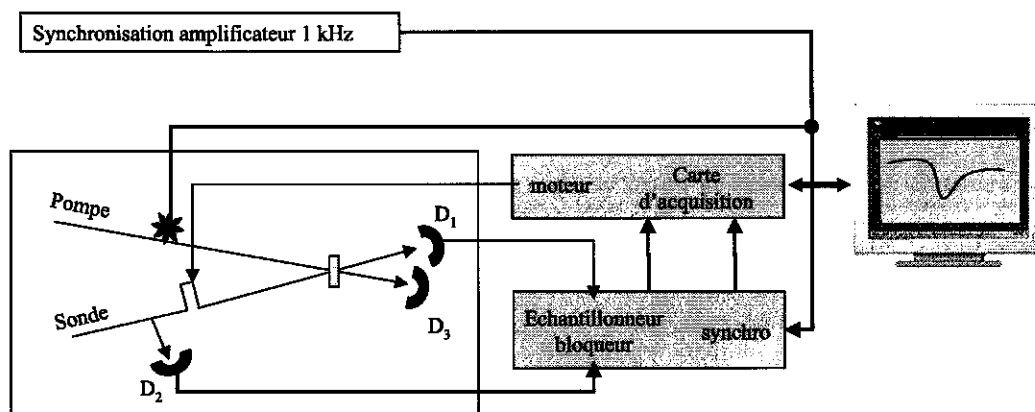 Synchronisation amplificateur 1 kHz
moteur
Carte
d'acquisition
Pompe
D1
D3
Sonde
D2
Echantillonneur
bloqueur
synchro